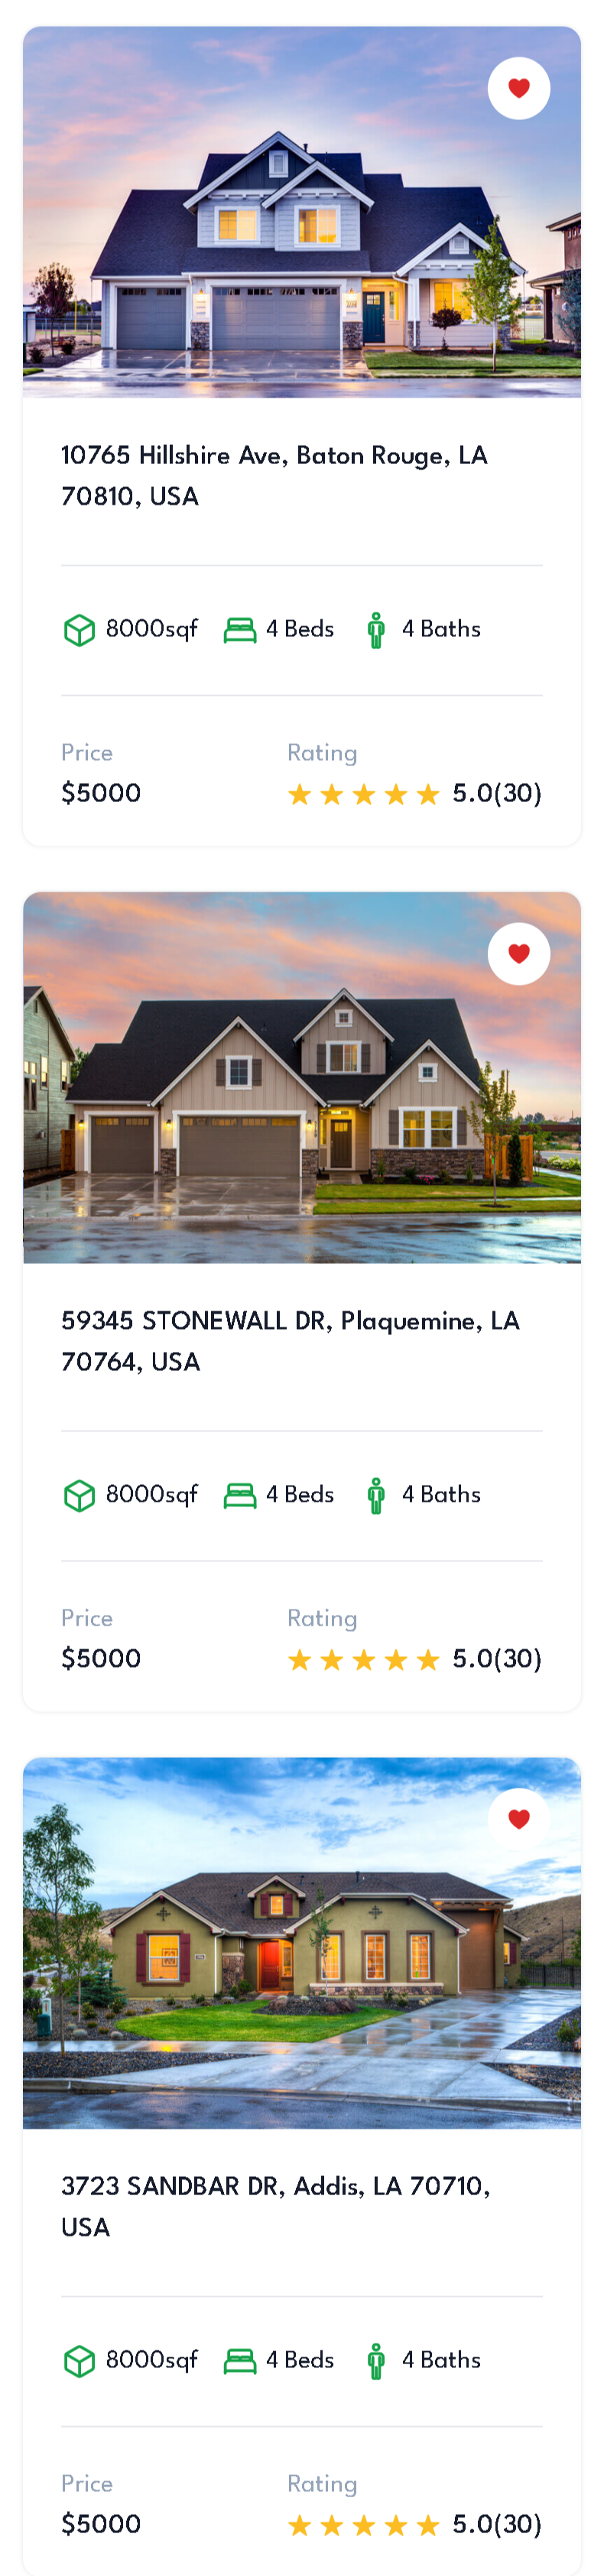 10765 Hillshire Ave, Baton Rouge, LA
70810, USA
8000sqf 4 Beds 4 Baths
Price Rating
$5000 5.0(30)
59345 STONEWALL DR, Plaquemine, LA
70764, USA
8000sqf 4 Beds 4 Baths
Price Rating
$5000 5.0(30)
3723 SANDBAR DR, Addis, LA 70710,
USA
8000sqf 4 Beds 4 Baths
Price Rating
$5000 5.0(30)